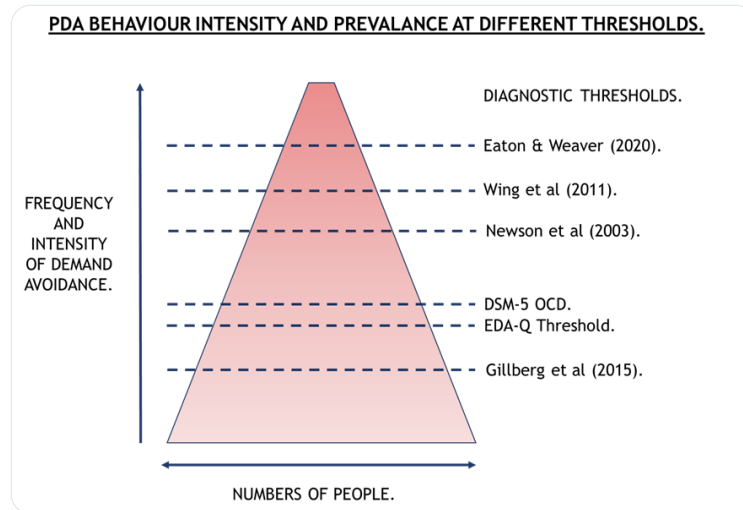 PDA BEHAVIOUR INTENSITY AND PREVALANCE AT DIFFERENT THRESHOLDS.
DIAGNOSTIC THRESHOLDS.
Eaton & Weaver (2020).
Wing et al (2011).
Newson et al (2003).
FREQUENCY
AND
INTENSITY
OF DEMAND
AVOIDANCE.
DSM-5 OCD.
EDA-Q Threshold.
Gillberg et al (2015).
NUMBERS OF PEOPLE.